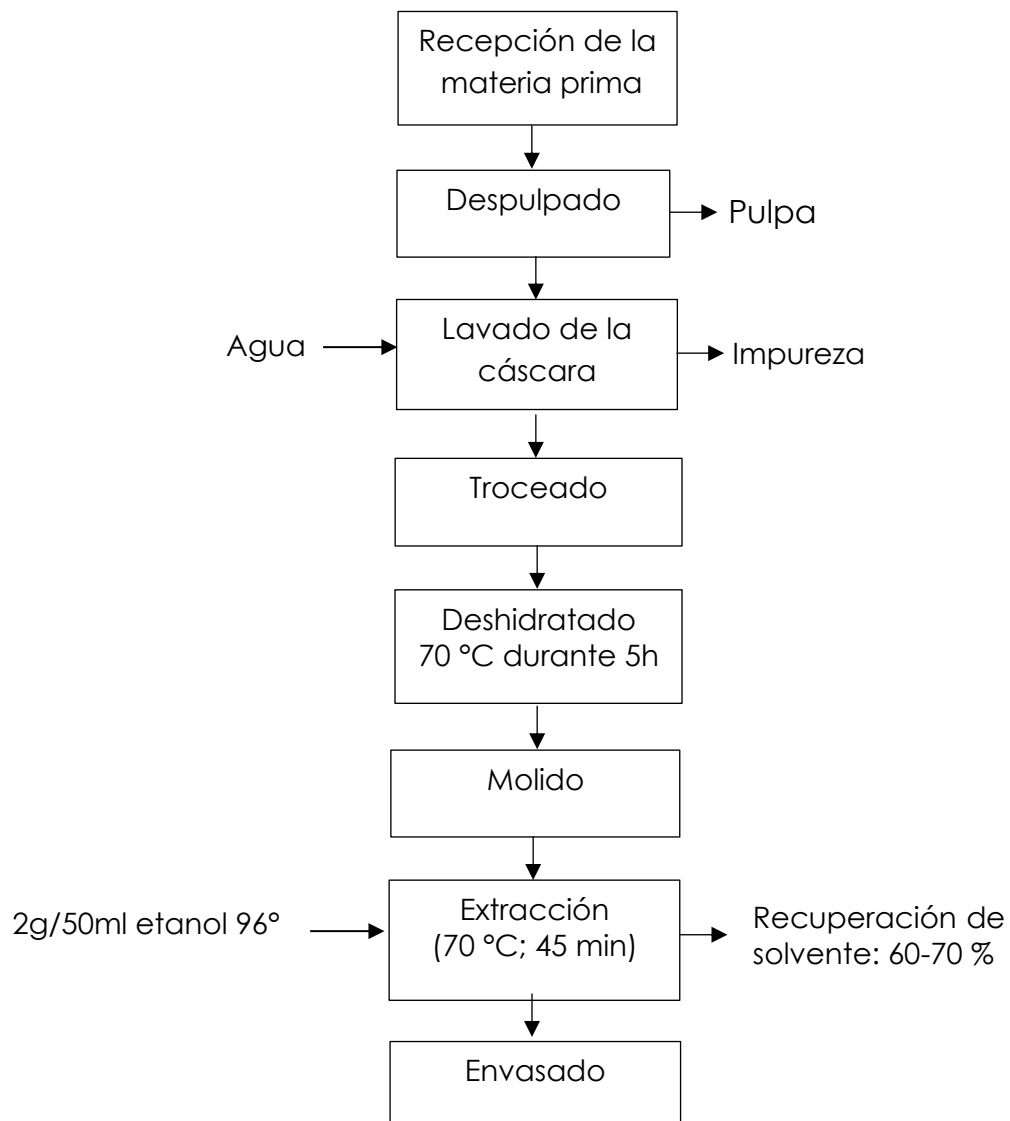 Recepción de la
materia prima
Despulpado
Pulpa
Agua
Lavado de la
cáscara
Impureza
Troceado
Deshidratado
70 °C durante 5h
Molido
2g/50ml etanol 96°
Extracción
(70 °C; 45 min)
Recuperación de
solvente: 60-70 %
Envasado